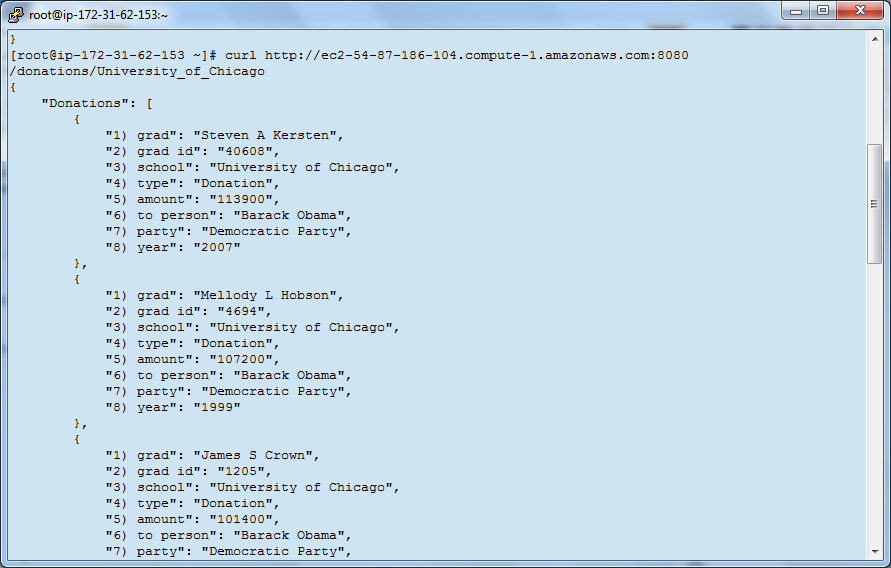 root@ip-172-31-62-153:~
}
[root@ip-172-31-62-153 ~]# curl http://ec2-54-87-186-104.compute-1.amazonaws.com:8080
/donations/University_of_Chicago
{
    "Donations": [
        {
            "1) grad": "Steven A Kersten",
            "2) grad id": "40608",
            "3) school": "University of Chicago",
            "4) type": "Donation",
            "5) amount": "113900",
            "6) to person": "Barack Obama",
            "7) party": "Democratic Party",
            "8) year": "2007"
        },
        {
            "1) grad": "Mellody L Hobson",
            "2) grad id": "4694",
            "3) school": "University of Chicago",
            "4) type": "Donation",
            "5) amount": "107200",
            "6) to person": "Barack Obama",
            "7) party": "Democratic Party",
            "8) year": "1999"
        },
        {
            "1) grad": "James S Crown",
            "2) grad id": "1205",
            "3) school": "University of Chicago",
            "4) type": "Donation",
            "5) amount": "101400",
            "6) to person": "Barack Obama",
            "7) party": "Democratic Party",